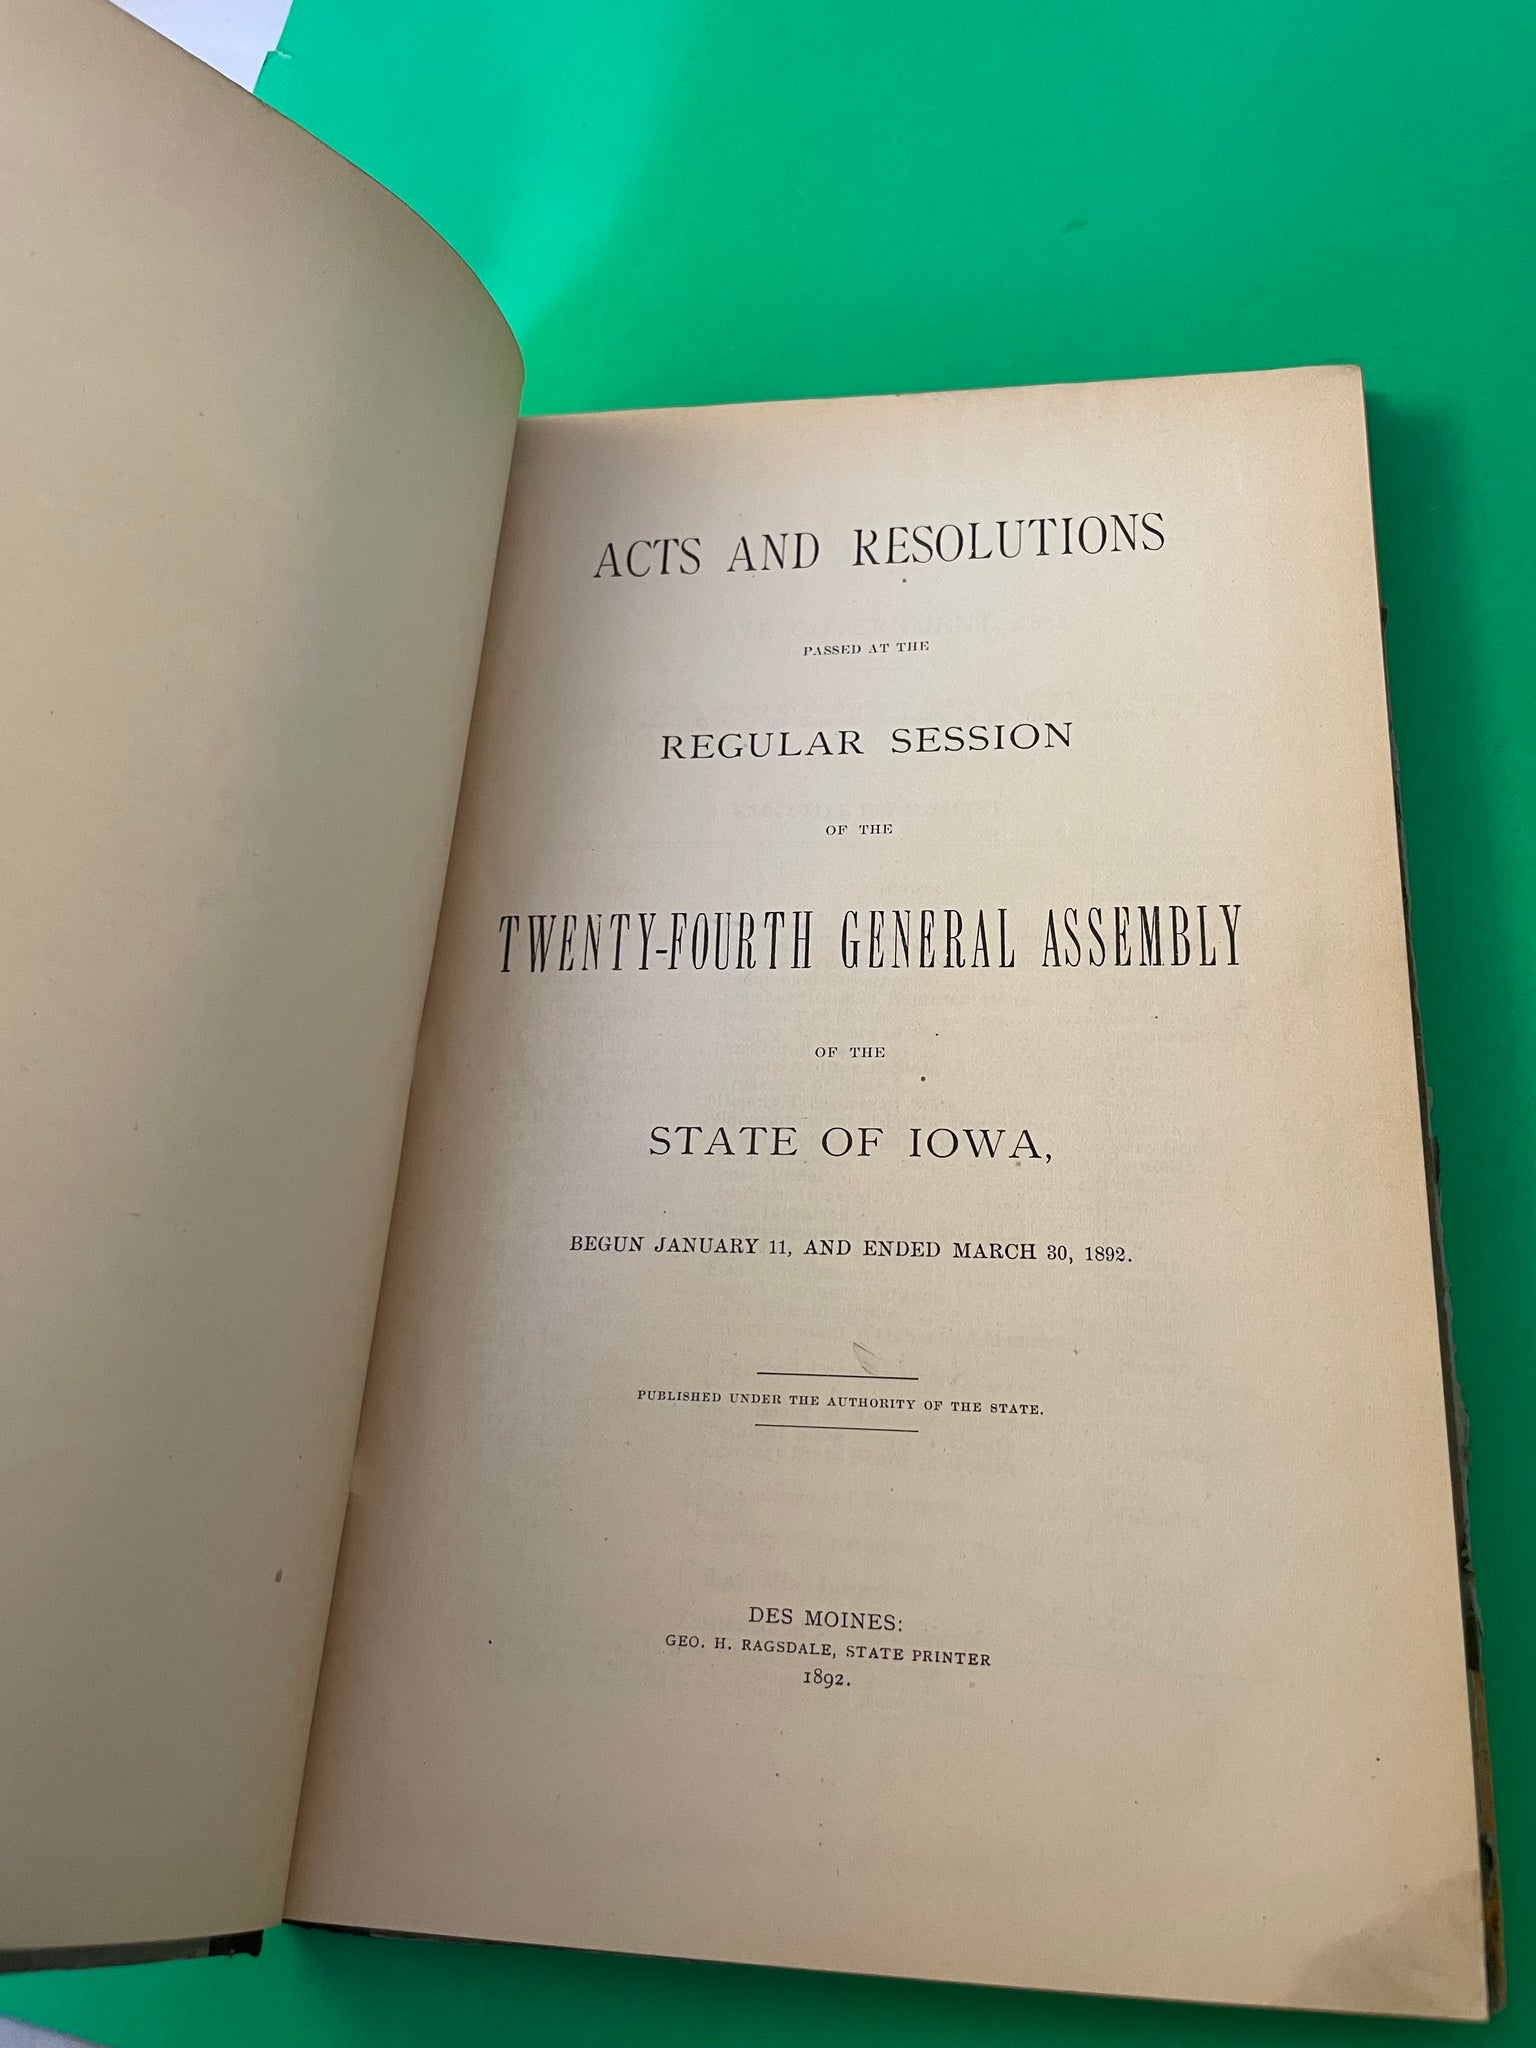 ACTS AND RESOLUTIONS
PASSED AT THE
REGULAR SESSION
OF THE
TWENTY-FOURTH GENERAL ASSEMBLY
OF THE
STATE OF IOWA,
BEGUN JANUARY 11, AND ENDED MARCH 30, 1892.
PUBLISHED UNDER THE AUTHORITY OF THE STATE.
DES MOINES:
GEO. H. RAGSDALE, STATE PRINTER
1892.